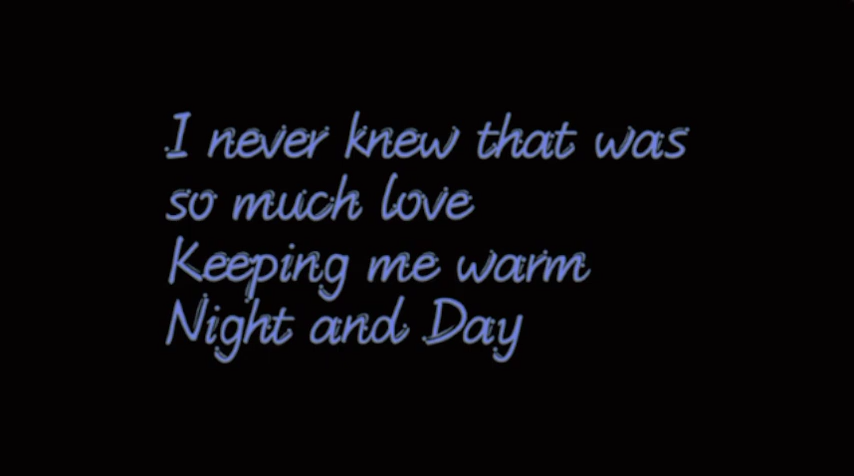 I never knew that was
so much love
Keeping me warm
Night and Day